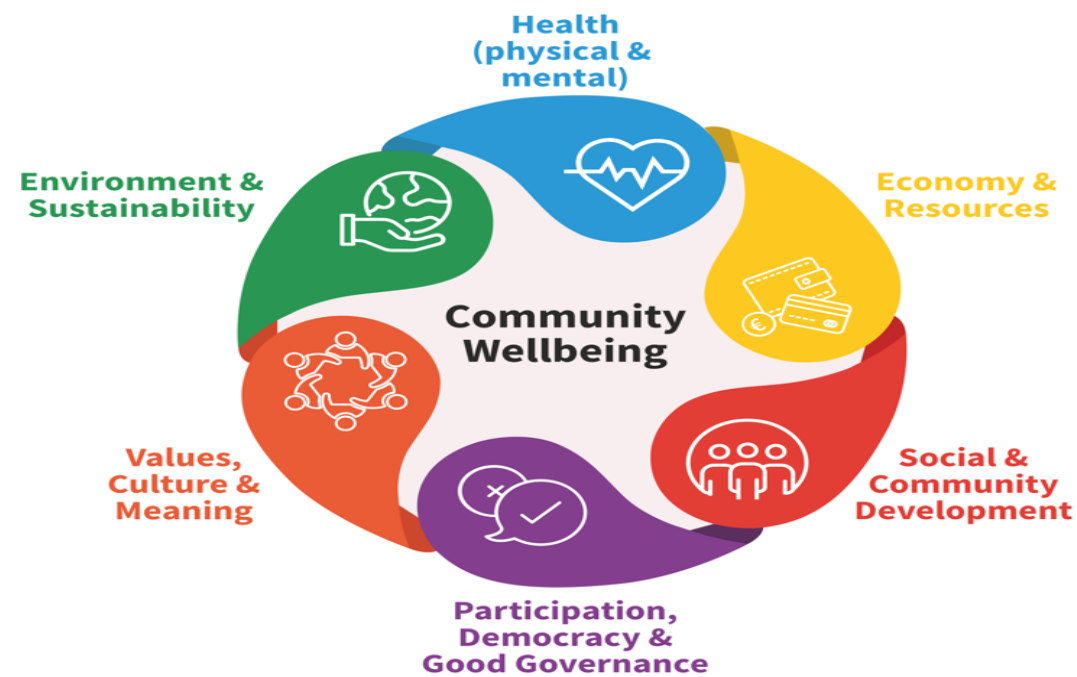 Health
(physical &
mental)
Economy &
Resources
Social &
Community
Development
Participation,
Democracy &
Good Governance
Values,
Culture &
Meaning
Environment &
Sustainability
Community
Wellbeing
€